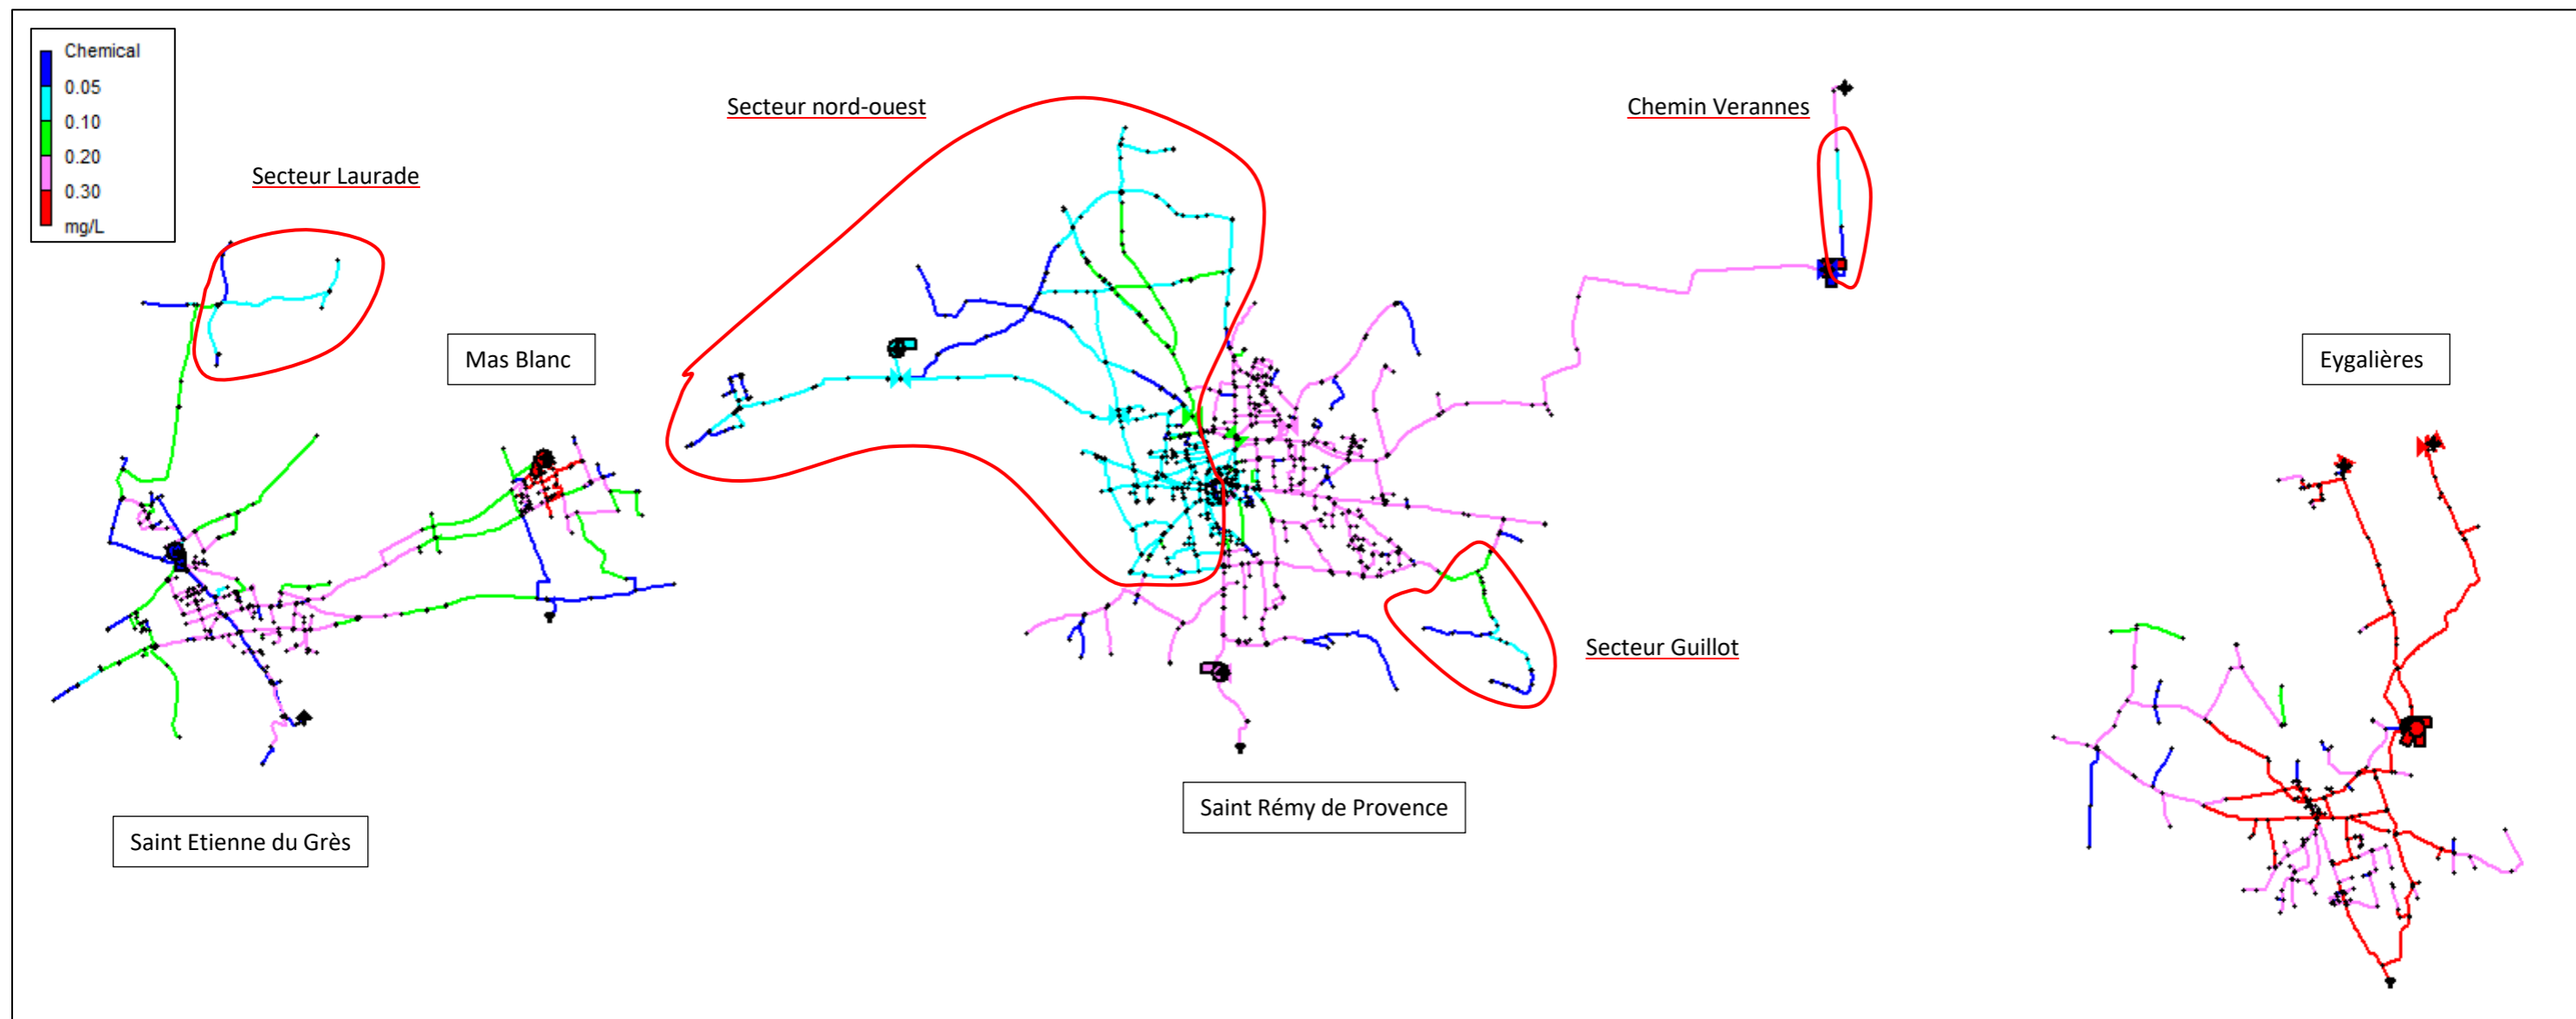 Chemical
0.05
0.10
0.20
0.30
mg/L
Secteur nord-ouest
Chemin Verannes
Secteur Laurade
Mas Blanc
Eygalières
Secteur Guillot
Saint Rémy de Provence
Saint Etienne du Grès